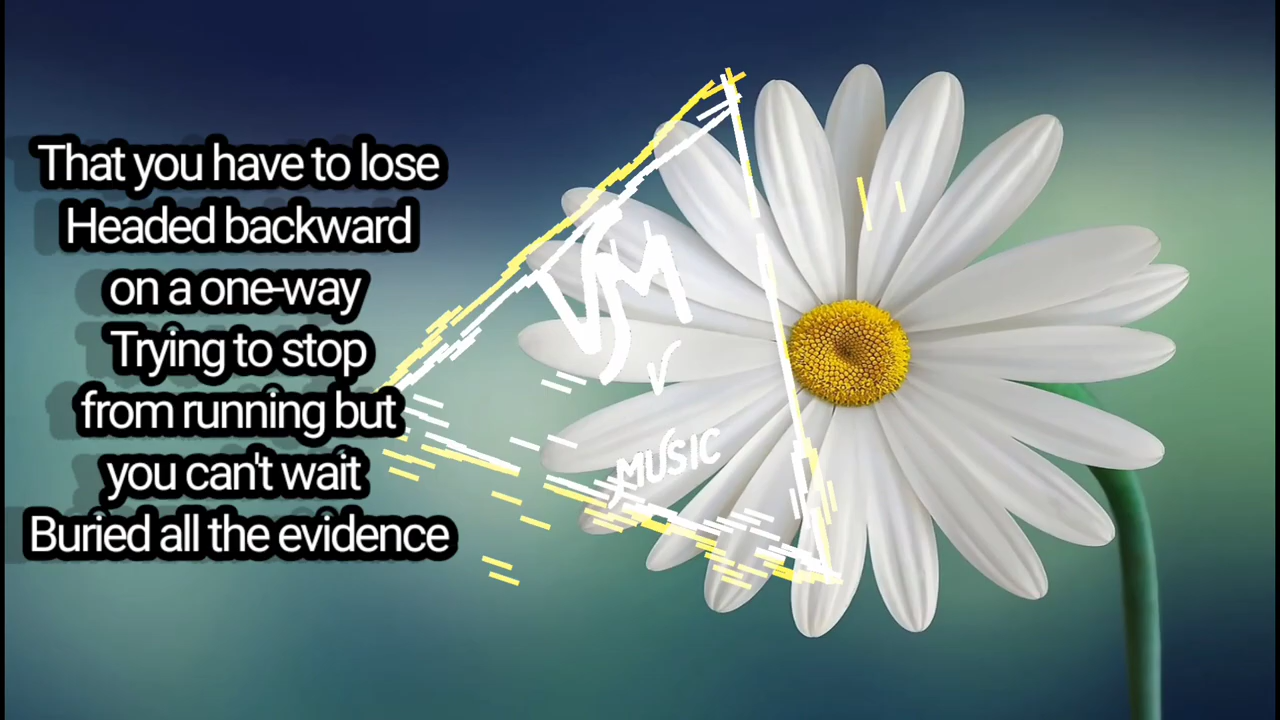 That you have to lose
Headed backward
on a one-way
Trying to stop
from running but
you can't wait
Buried all the evidence
VSM
MUSIC